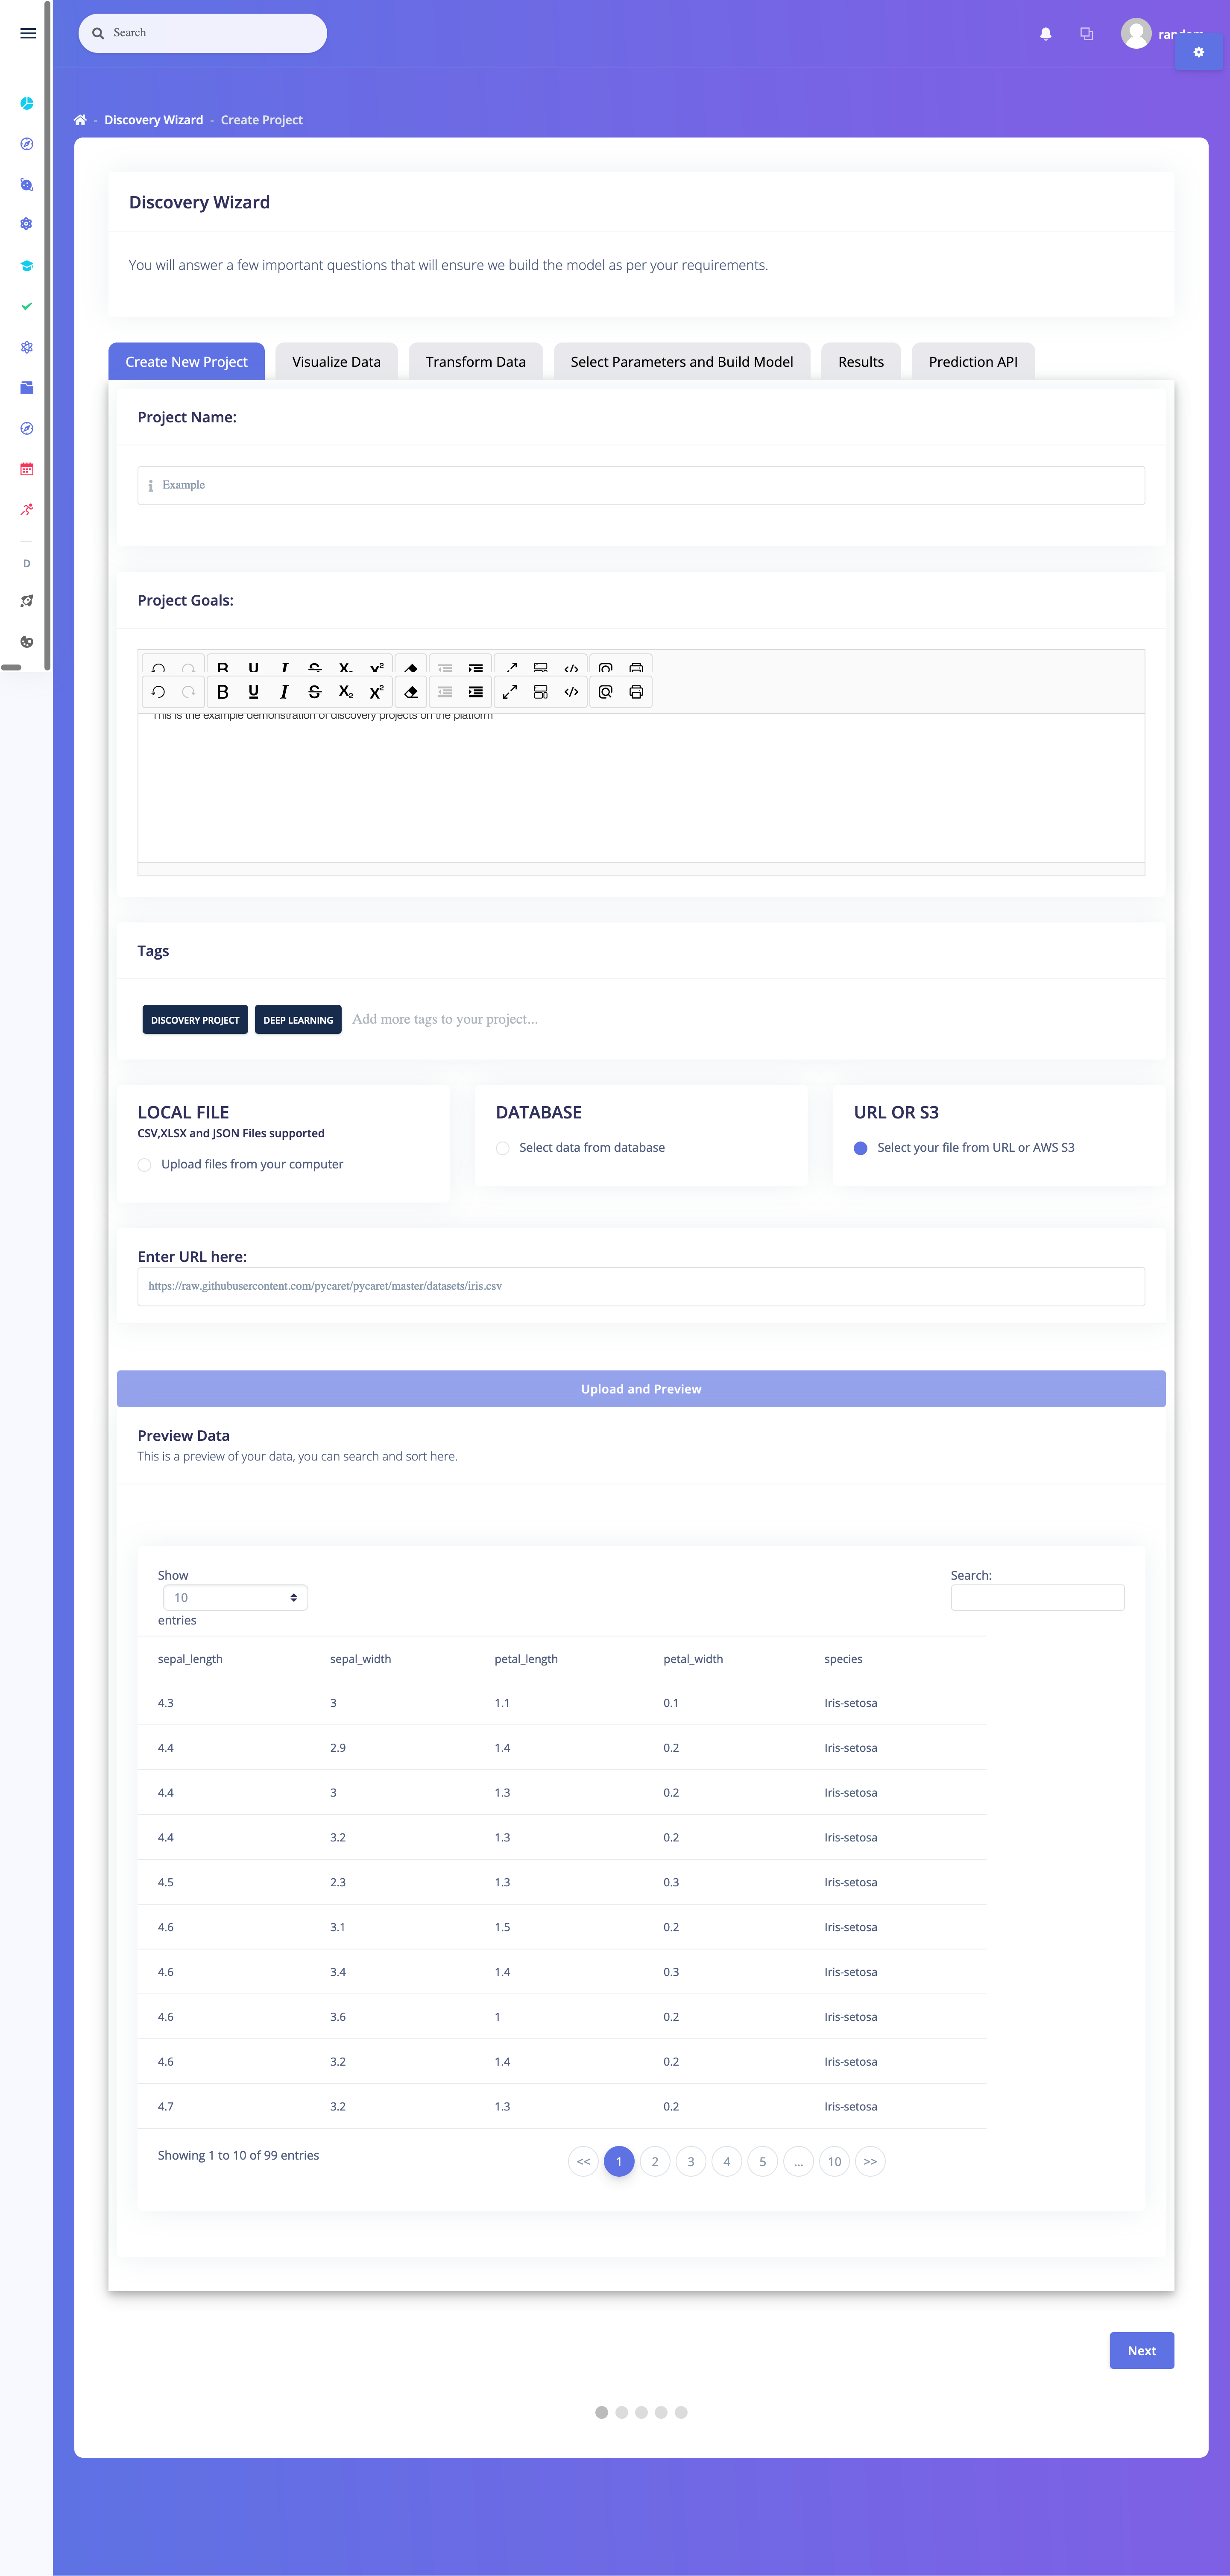 Search
Discovery Wizard - Create Project
Discovery Wizard
You will answer a few important questions that will ensure we build the model as per your requirements.
Create New Project Visualize Data Transform Data Select Parameters and Build Model Results Prediction API
Project Name:
Example
Project Goals:
This is the example demonstration of discovery projects on the platform
Tags
DISCOVERY PROJECT DEEP LEARNING Add more tags to your project...
LOCAL FILE
CSV,XLSX and JSON Files supported
Upload files from your computer
DATABASE
Select data from database
URL OR S3
Select your file from URL or AWS S3
Enter URL here:
https://raw.githubusercontent.com/pycaret/pycaret/master/datasets/iris.csv
Upload and Preview
Preview Data
This is a preview of your data, you can search and sort here.
Show
10
entries
Search:
sepal_length sepal_width petal_length petal_width species
4.3 3 1.1 0.1 Iris-setosa
4.4 2.9 1.4 0.2 Iris-setosa
4.4 3 1.3 0.2 Iris-setosa
4.4 3.2 1.3 0.2 Iris-setosa
4.5 2.3 1.3 0.3 Iris-setosa
4.6 3.1 1.5 0.2 Iris-setosa
4.6 3.4 1.4 0.3 Iris-setosa
4.6 3.6 1 0.2 Iris-setosa
4.6 3.2 1.4 0.2 Iris-setosa
4.7 3.2 1.3 0.2 Iris-setosa
Showing 1 to 10 of 99 entries
<< 1 2 3 4 5 ... 10 >>
Next
D